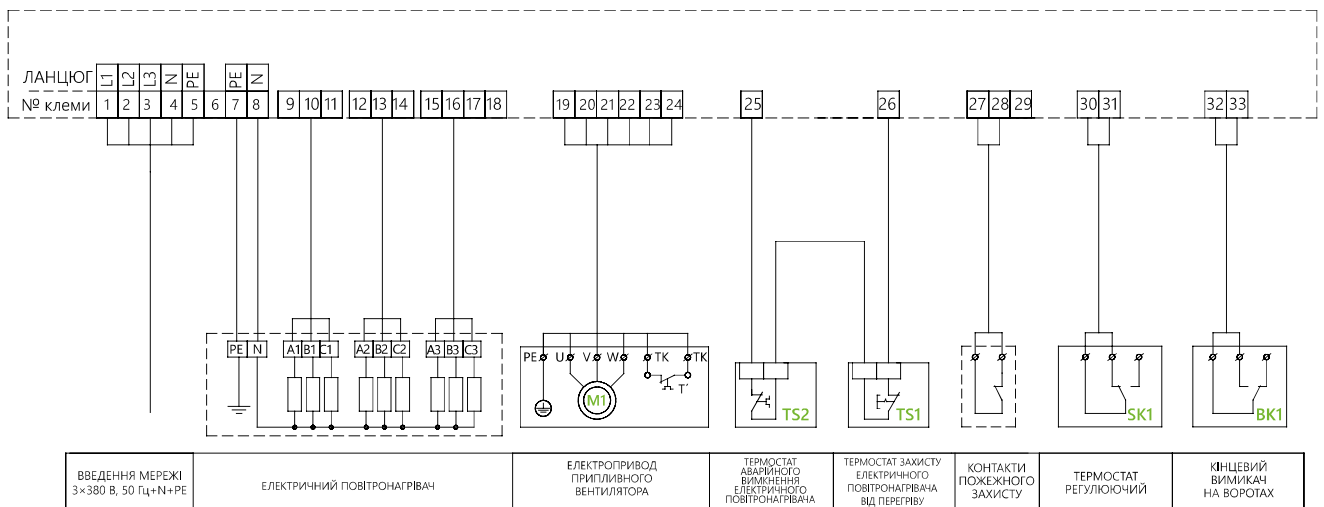 ЛАНЦЮГ L1 L2 L3 N PE PE N
№ клеми 1 2 3 4 5 6 7 8 9 10 11 12 13 14 15 16 17 18 19 20 21 22 23 24 25 26 27 28 29 30 31 32 33
PE N A1 B1 C1 A2 B2 C2 A3 B3 C3
PE U V W TK TK
T'
M1
TS2
TS1
SK1
BK1
ВВЕДЕННЯ МЕРЕЖІ
3×380 В, 50 Гц+N+PE
ЕЛЕКТРИЧНИЙ ПОВІТРОНАГРІВАЧ
ЕЛЕКТРОПРИВОД
ПРИПЛИВНОГО
ВЕНТИЛЯТОРА
ТЕРМОСТАТ
АВАРІЙНОГО
ВИМКНЕННЯ
ЕЛЕКТРИЧНОГО
ПОВІТРОНАГРІВАЧА
ТЕРМОСТАТ ЗАХИСТУ
ЕЛЕКТРИЧНОГО
ПОВІТРОНАГРІВАЧА
ВІД ПЕРЕГРІВУ
КОНТАКТИ
ПОЖЕЖНОГО
ЗАХИСТУ
ТЕРМОСТАТ
РЕГУЛЮЮЧИЙ
КІНЦЕВИЙ
ВИМИКАЧ
НА ВОРОТАХ